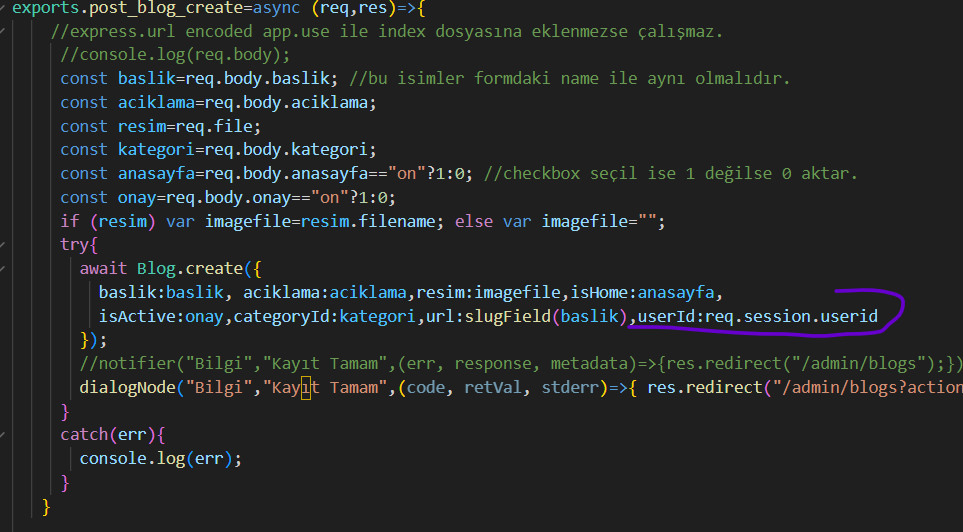 exports.post_blog_create=async (req,res)=>{
//express.url encoded app.use ile index dosyasına eklenmezse çalışmaz.
//console.log(req.body);
const baslik=req.body.baslik; //bu isimler formdaki name ile aynı olmalıdır.
const aciklama=req.body.aciklama;
const resim=req.file;
const kategori=req.body.kategori;
const anasayfa=req.body.anasayfa=="on"?1:0; //checkbox seçil ise 1 değilse 0 aktar.
const onay=req.body.onay=="on"?1:0;
if (resim) var imagefile=resim.filename; else var imagefile="";
try{
await Blog.create({
baslik:baslik, aciklama:aciklama,resim:imagefile,isHome:anasayfa,
isActive:onay,categoryId:kategori,url:slugField(baslik),userId:req.session.userid
});
//notifier("Bilgi","Kayıt Tamam",(err, response, metadata)=>{res.redirect("/admin/blogs");})
dialogNode("Bilgi","Kayıt Tamam",(code, retVal, stderr)=>{ res.redirect("/admin/blogs?action
}
catch(err){
console.log(err);
}
}